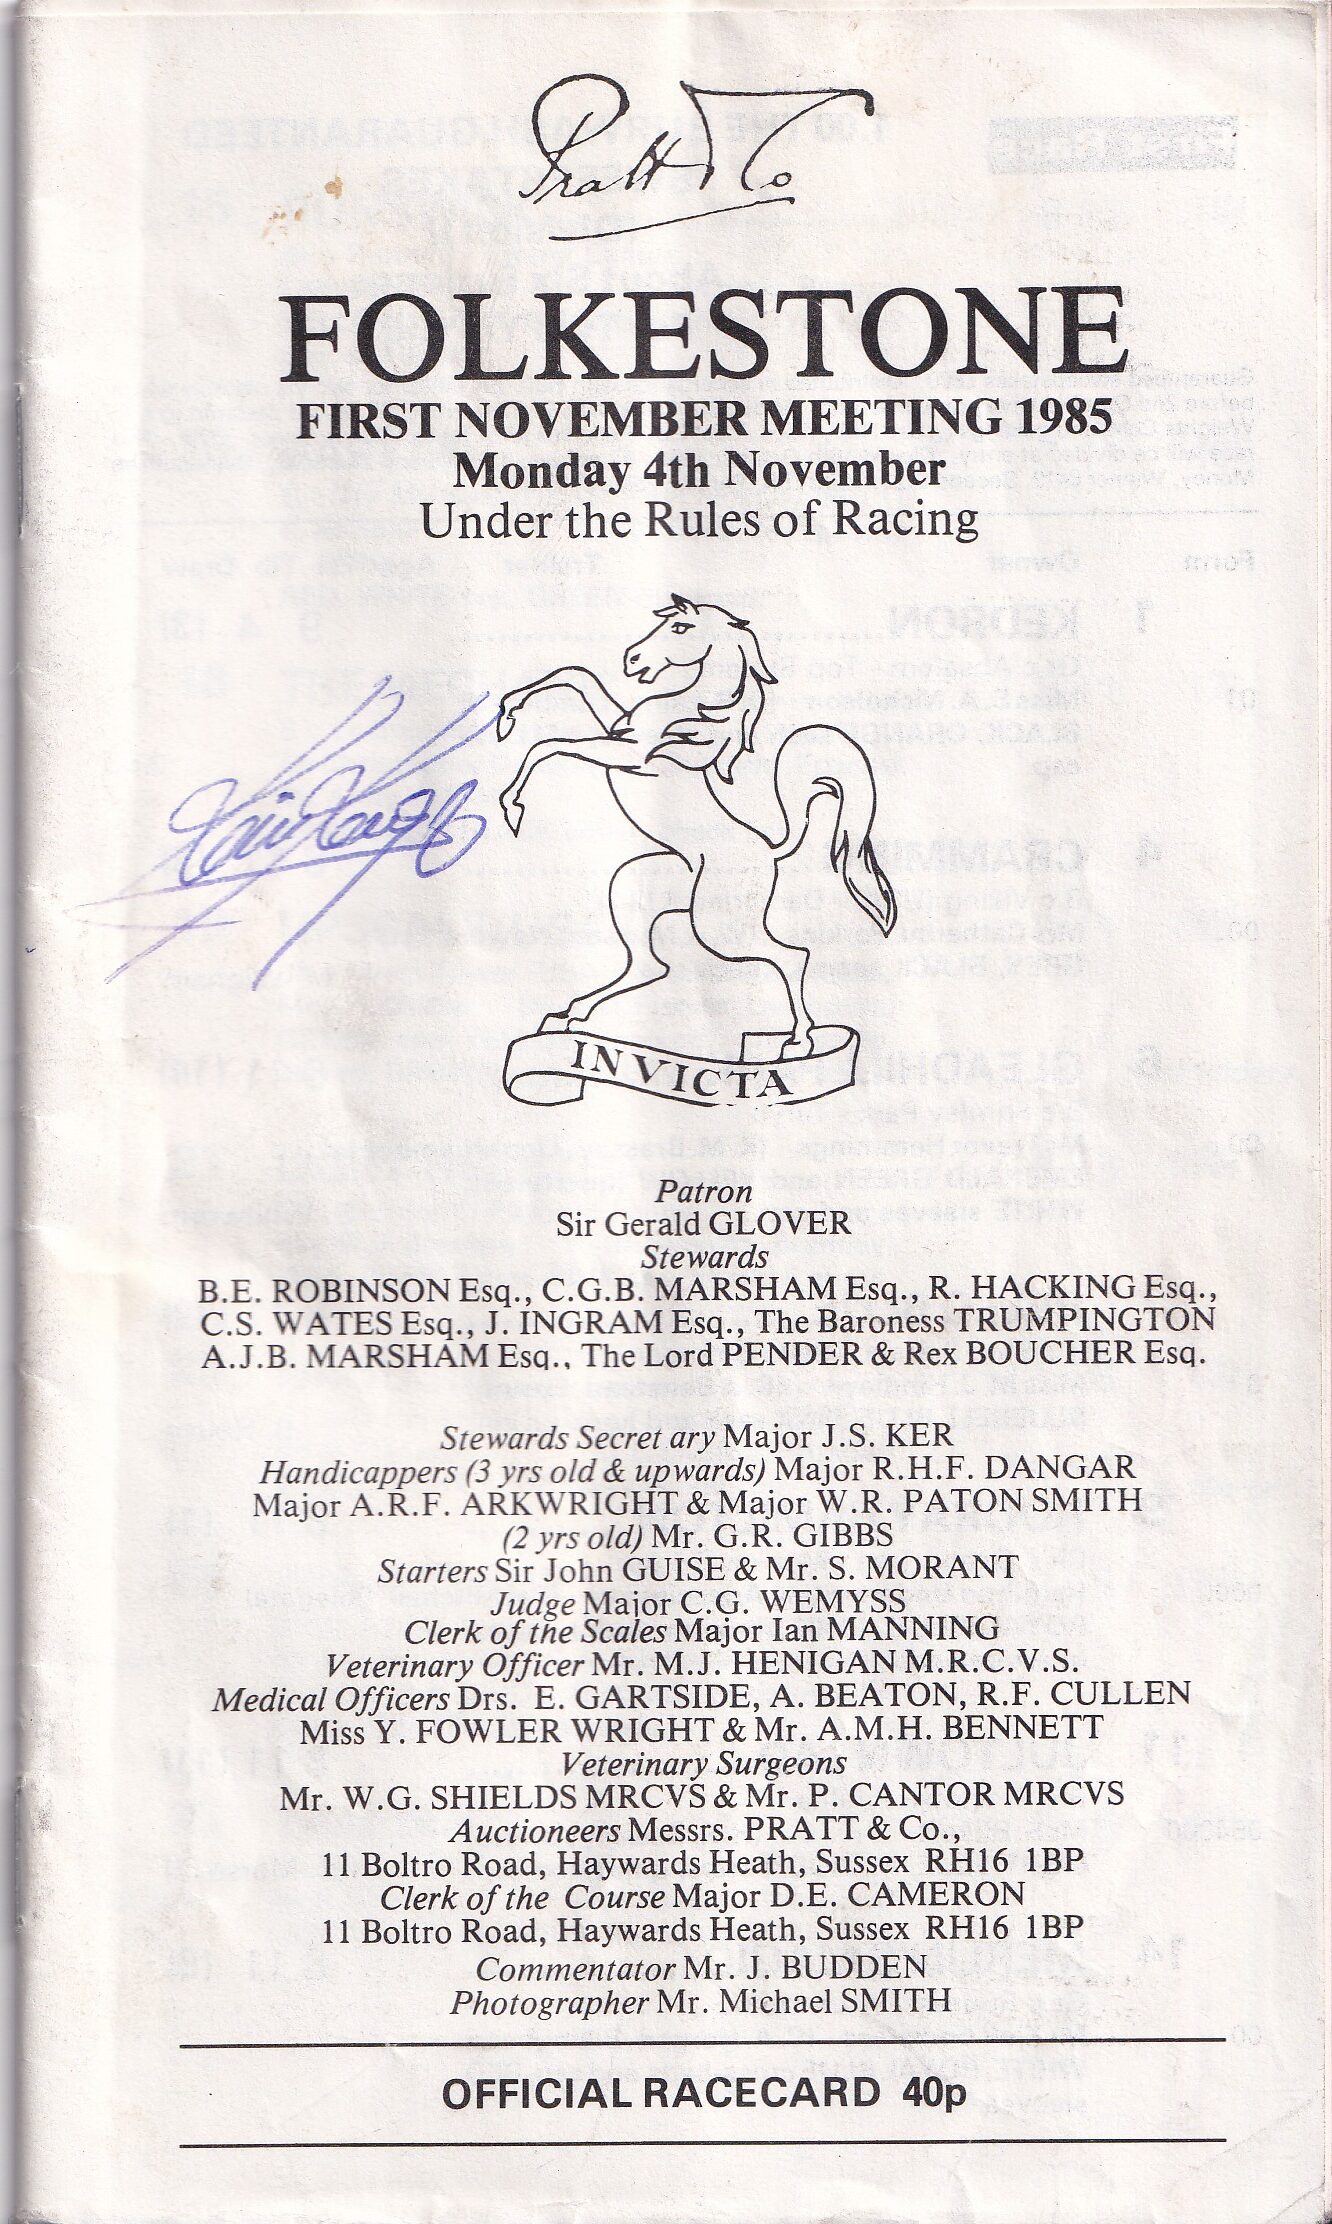 Pratt & Co
FOLKESTONE
FIRST NOVEMBER MEETING 1985
Monday 4th November
Under the Rules of Racing
INVICTA
Patron
Sir Gerald GLOVER
Stewards
B.E. ROBINSON Esq., C.G.B. MARSHAM Esq., R. HACKING Esq.,
C.S. WATES Esq., J. INGRAM Esq., The Baroness TRUMPINGTON
A.J.B. MARSHAM Esq., The Lord PENDER & Rex BOUCHER Esq.
Stewards Secret ary Major J.S. KER
Handicappers (3 yrs old & upwards) Major R.H.F. DANGAR
Major A.R.F. ARKWRIGHT & Major W.R. PATON SMITH
(2 yrs old) Mr. G.R. GIBBS
Starters Sir John GUISE & Mr. S. MORANT
Judge Major C.G. WEMYSS
Clerk of the Scales Major Ian MANNING
Veterinary Officer Mr. M.J. HENIGAN M.R.C.V.S.
Medical Officers Drs. E. GARTSIDE, A. BEATON, R.F. CULLEN
Miss Y. FOWLER WRIGHT & Mr. A.M.H. BENNETT
Veterinary Surgeons
Mr. W.G. SHIELDS MRCVS & Mr. P. CANTOR MRCVS
Auctioneers Messrs. PRATT & Co.,
11 Boltro Road, Haywards Heath, Sussex RH16 1BP
Clerk of the Course Major D.E. CAMERON
11 Boltro Road, Haywards Heath, Sussex RH16 1BP
Commentator Mr. J. BUDDEN
Photographer Mr. Michael SMITH
OFFICIAL RACECARD 40p